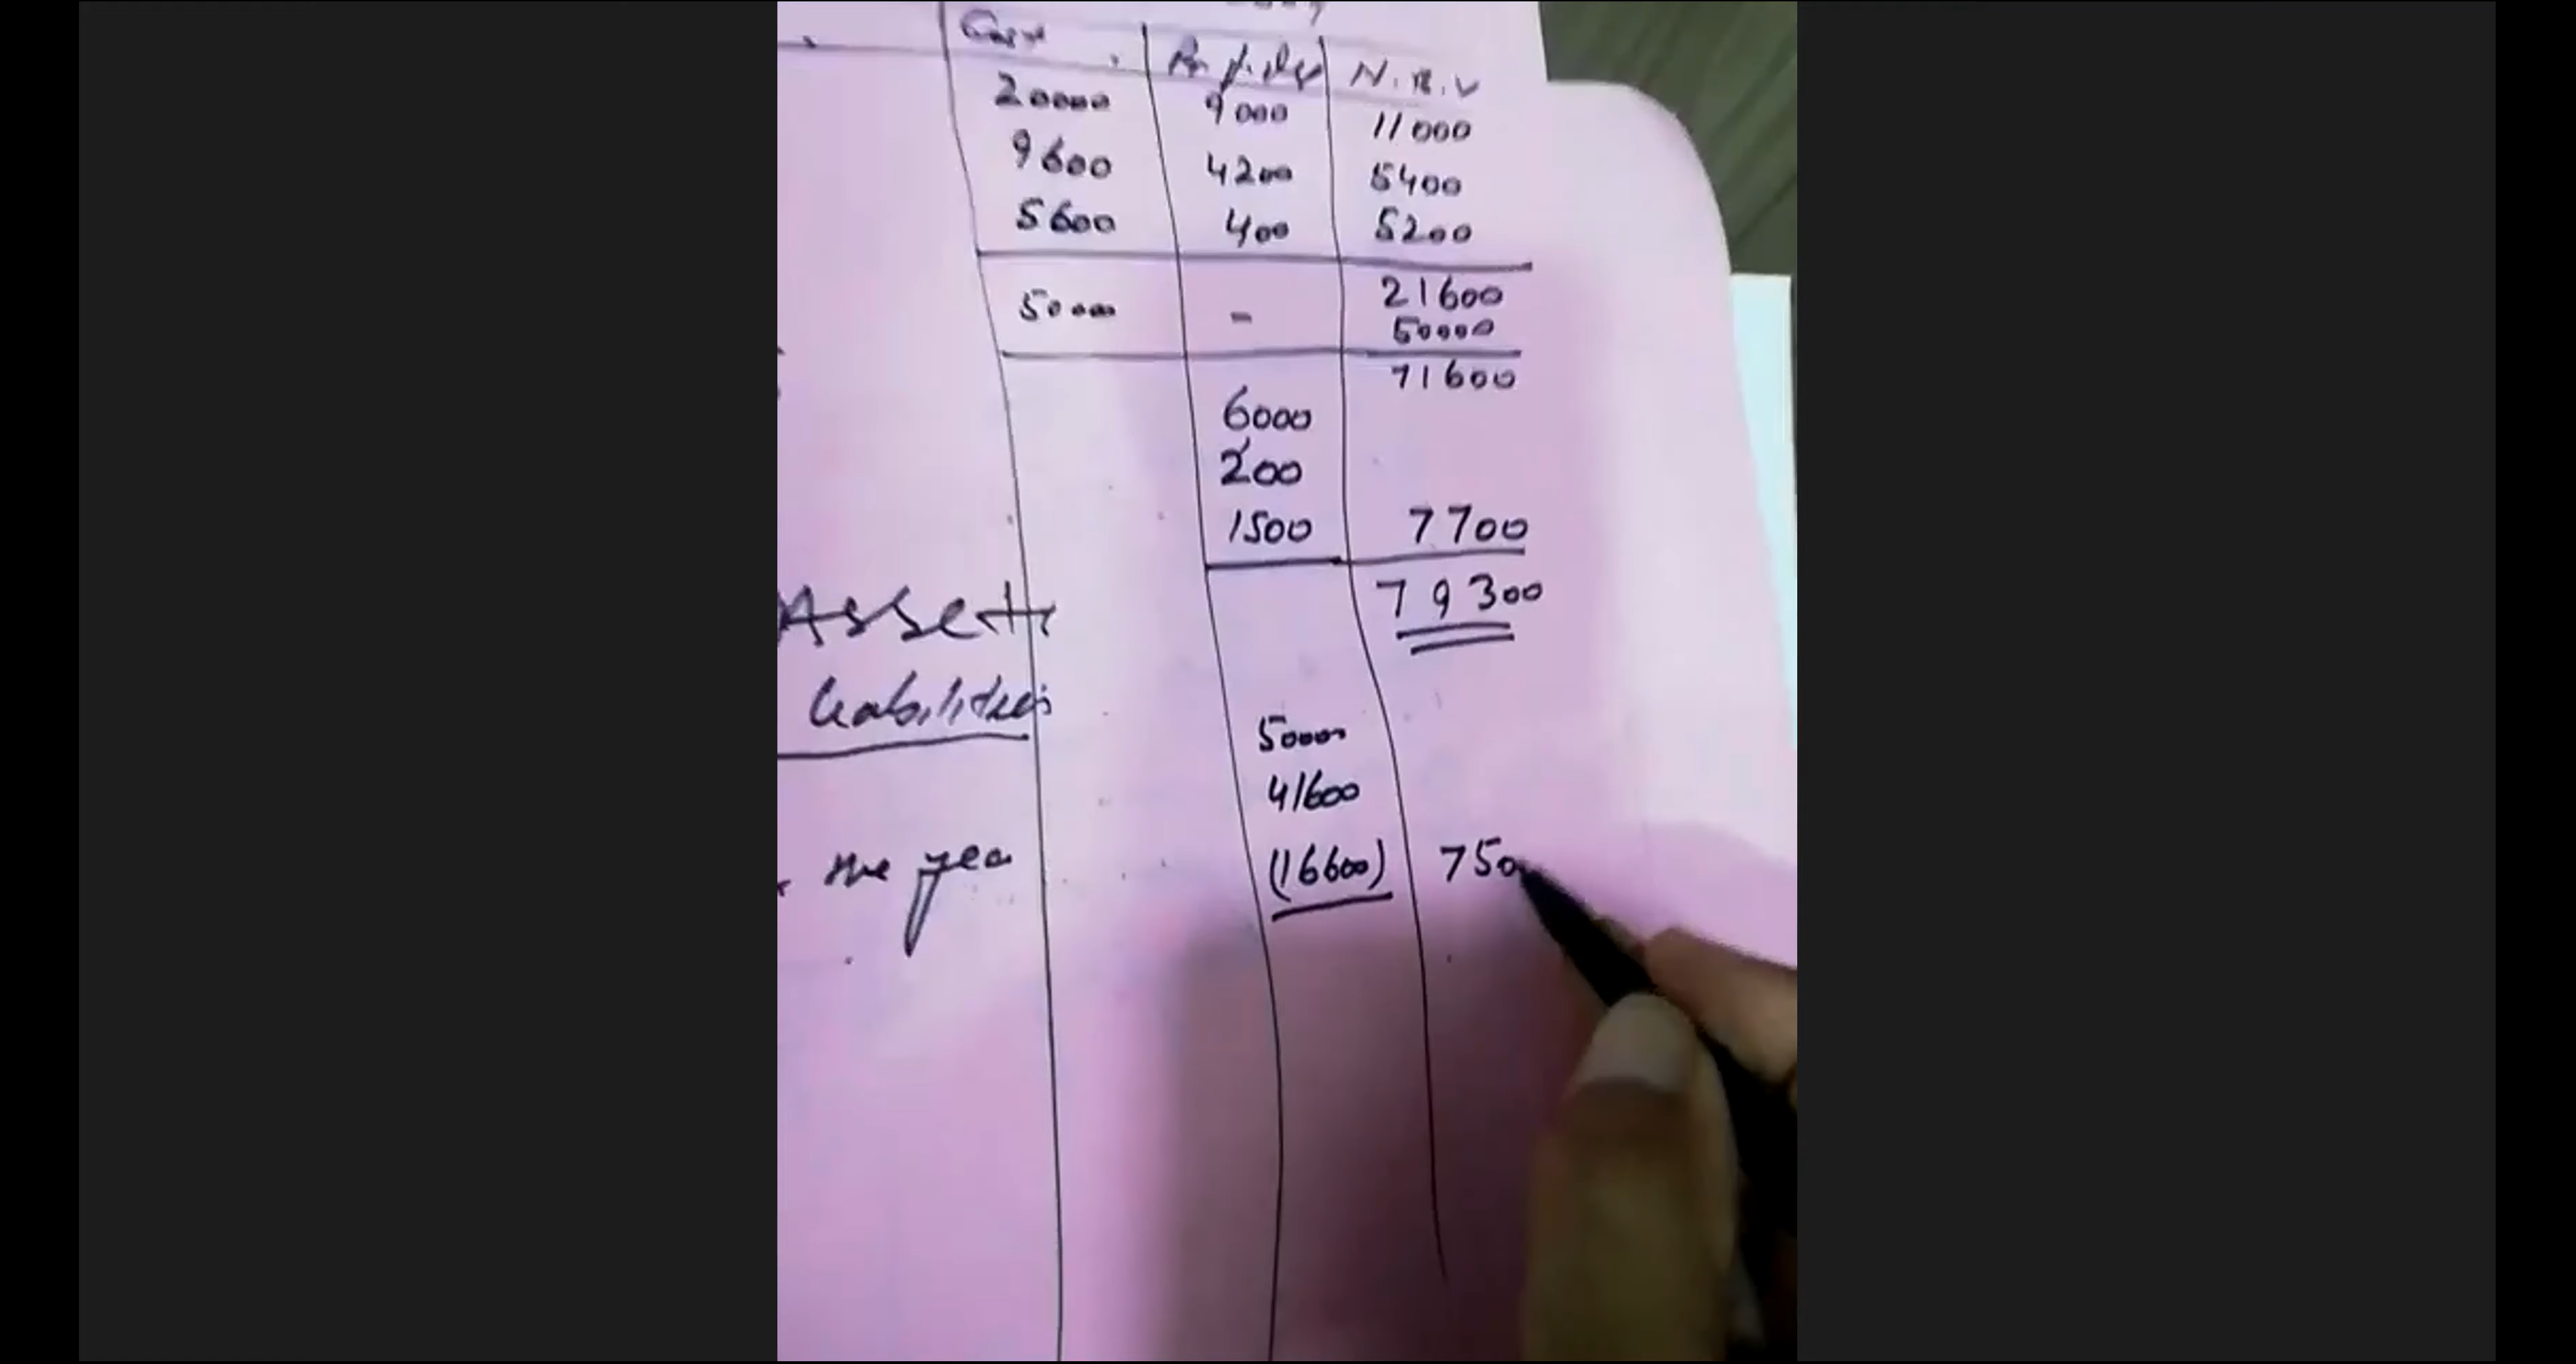 Cost N.B.V
20000 9000 11000
9600 4200 5400
5600 400 5200
21600
50000 - 50000
71600
6000
200
1500 7700
Assets 79300
liabilities
50000
41600
the year (16600) 750